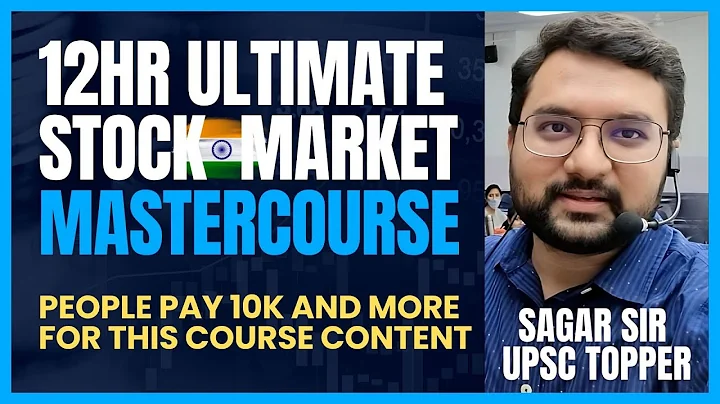 12HR ULTIMATE
STOCK MARKET
MASTERCOURSE
PEOPLE PAY 10K AND MORE
FOR THIS COURSE CONTENT
SAGAR SIR
UPSC TOPPER